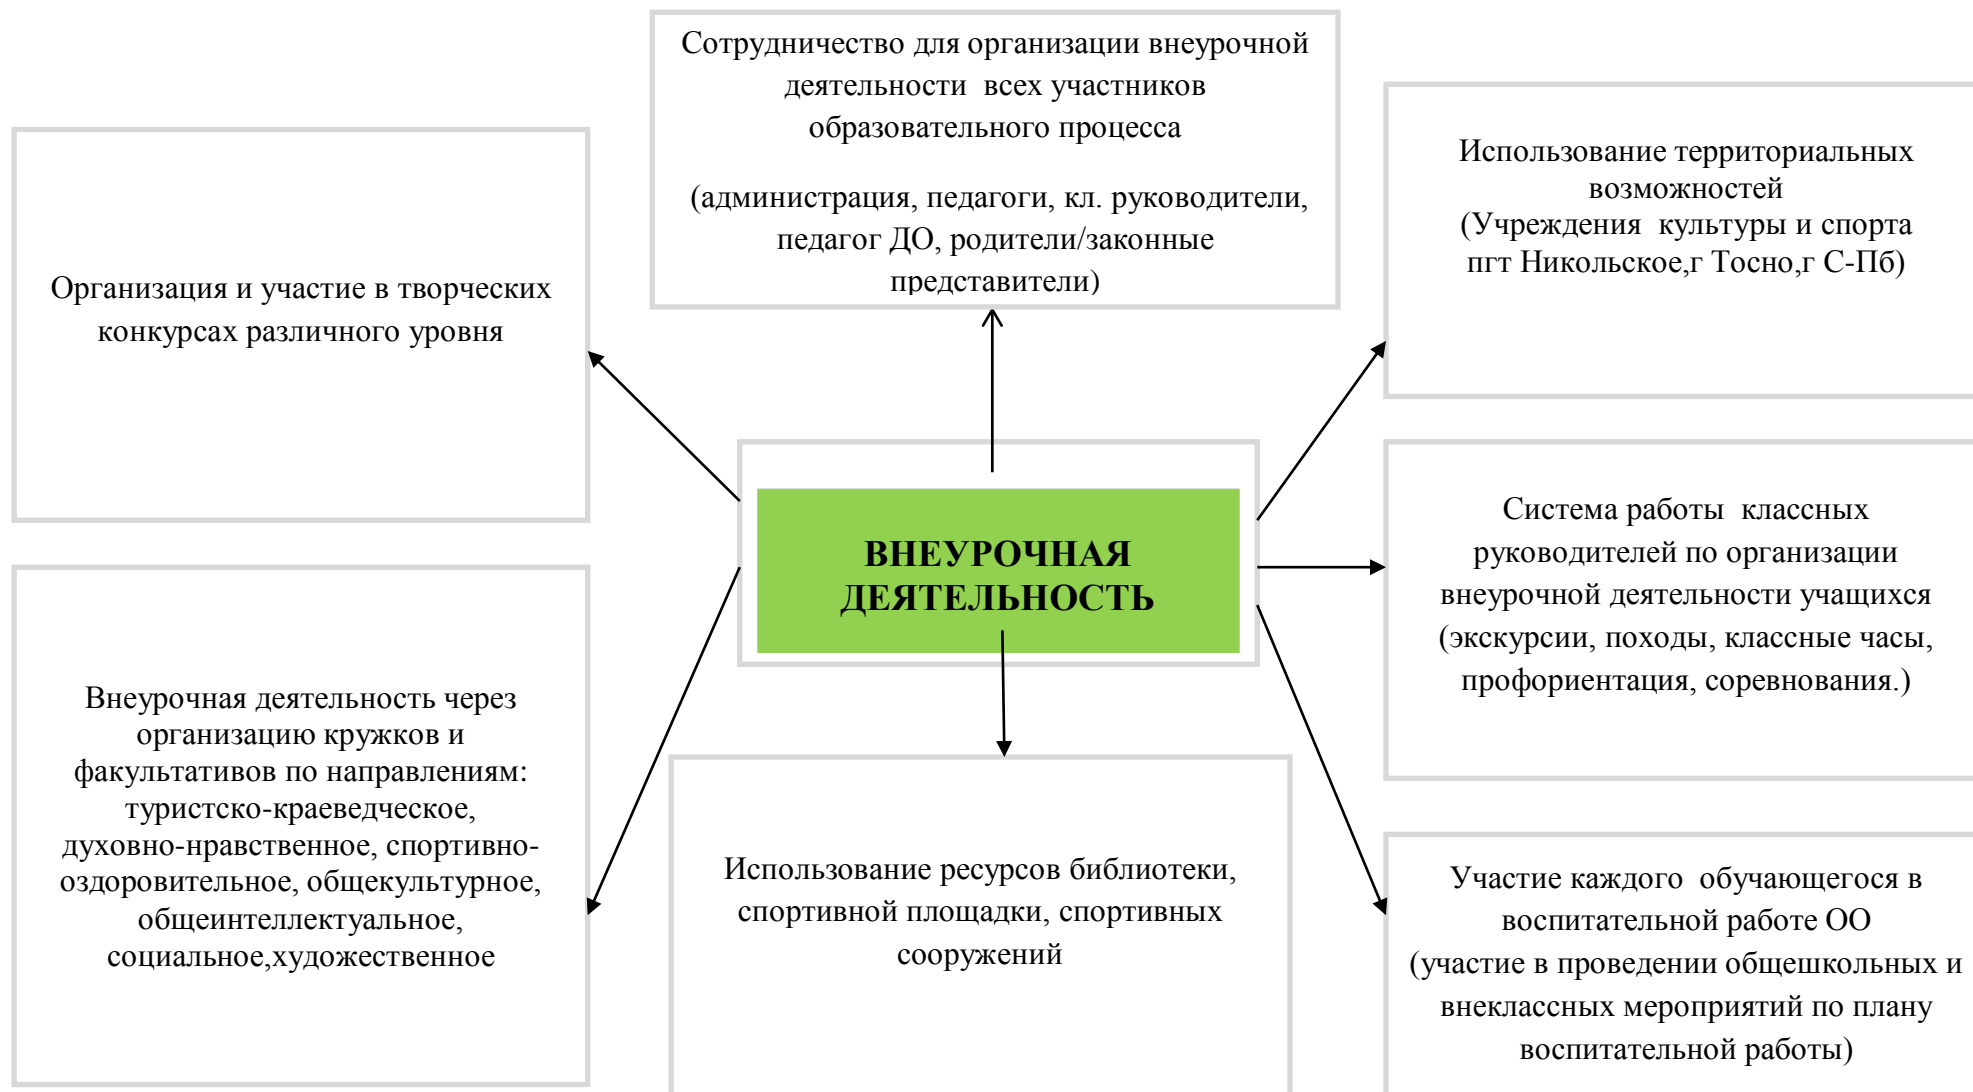 Сотрудничество для организации внеурочной
деятельности всех участников
образовательного процесса
(администрация, педагоги, кл. руководители,
педагог ДО, родители/законные
представители)
Организация и участие в творческих
конкурсах различного уровня
Использование территориальных
возможностей
(Учреждения культуры и спорта
пгт Никольское,г Тосно,г С-Пб)
ВНЕУРОЧНАЯ
ДЕЯТЕЛЬНОСТЬ
Система работы классных
руководителей по организации
внеурочной деятельности учащихся
(экскурсии, походы, классные часы,
профориентация, соревнования.)
Внеурочная деятельность через
организацию кружков и
факультативов по направлениям:
туристско-краеведческое,
духовно-нравственное, спортивно-
оздоровительное, общекультурное,
общеинтеллектуальное,
социальное,художественное
Использование ресурсов библиотеки,
спортивной площадки, спортивных
сооружений
Участие каждого обучающегося в
воспитательной работе ОО
(участие в проведении общешкольных и
внеклассных мероприятий по плану
воспитательной работы)